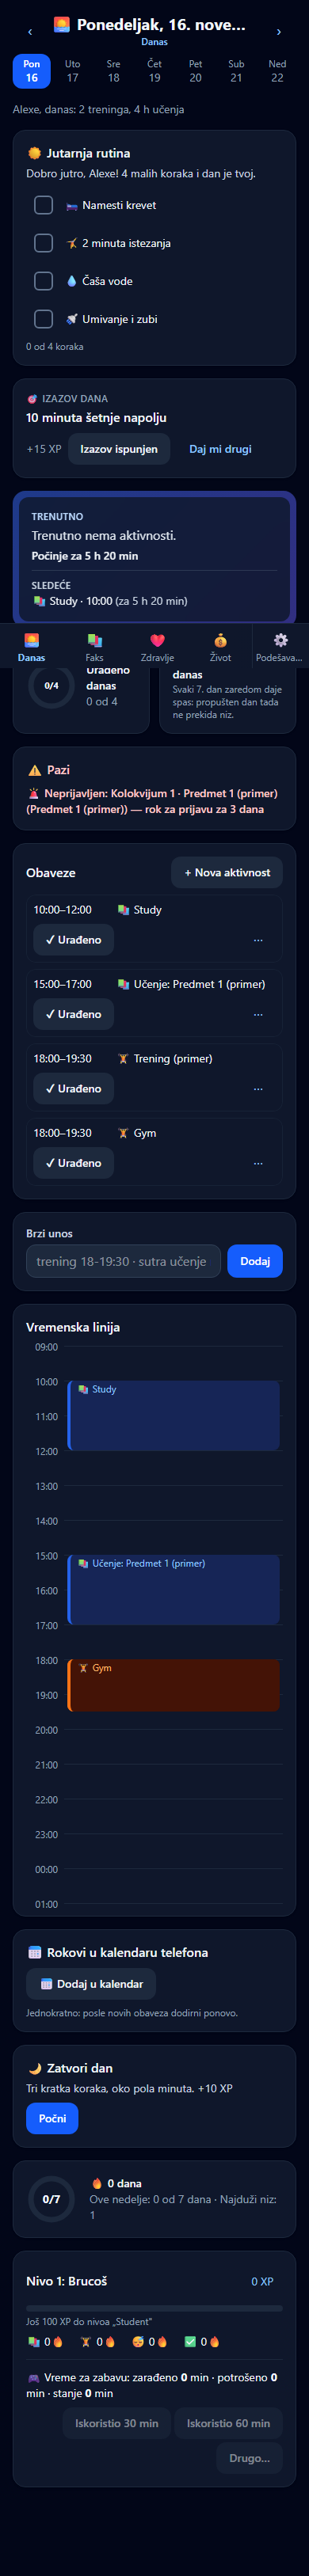 ‹ 🌅 Ponedeljak, 16. nove... ›
Danas
Pon Uto Sre Čet Pet Sub Ned
16 17 18 19 20 21 22
Alexe, danas: 2 treninga, 4 h učenja
🌞 Jutarnja rutina
Dobro jutro, Alexe! 4 malih koraka i dan je tvoj.
🛏️ Namesti krevet
🤸 2 minuta istezanja
💧 Čaša vode
🪥 Umivanje i zubi
0 od 4 koraka
🎯 IZAZOV DANA
10 minuta šetnje napolju
+15 XP Izazov ispunjen Daj mi drugi
TRENUTNO
Trenutno nema aktivnosti.
Počinje za 5 h 20 min
SLEDEĆE
📚 Study · 10:00 (za 5 h 20 min)
Danas Faks Zdravlje Život Podešava...
0/4
Urađeno
danas
0 od 4
danas
Svaki 7. dan zaredom daje
spas: propušten dan tada
ne prekida niz.
⚠️ Pazi
🚨 Neprijavljen: Kolokvijum 1 · Predmet 1 (primer)
(Predmet 1 (primer)) — rok za prijavu za 3 dana
Obaveze + Nova aktivnost
10:00–12:00 📚 Study
✓ Urađeno ···
15:00–17:00 📚 Učenje: Predmet 1 (primer)
✓ Urađeno ···
18:00–19:30 🏋️ Trening (primer)
✓ Urađeno ···
18:00–19:30 🏋️ Gym
✓ Urađeno ···
Brzi unos
trening 18-19:30 · sutra učenje Dodaj
Vremenska linija
09:00
10:00 📚 Study
11:00
12:00
13:00
14:00
15:00 📚 Učenje: Predmet 1 (primer)
16:00
17:00
18:00 🏋️ Gym
19:00
20:00
21:00
22:00
23:00
00:00
01:00
📅 Rokovi u kalendaru telefona
📅 Dodaj u kalendar
Jednokratno: posle novih obaveza dodirni ponovo.
🌙 Zatvori dan
Tri kratka koraka, oko pola minuta. +10 XP
Počni
0/7
🔥 0 dana
Ove nedelje: 0 od 7 dana · Najduži niz:
1
Nivo 1: Brucoš 0 XP
Još 100 XP do nivoa „Student"
📚 0🔥 🏋️ 0🔥 😴 0🔥 ✅ 0🔥
🎮 Vreme za zabavu: zarađeno 0 min · potrošeno 0
min · stanje 0 min
Iskoristio 30 min Iskoristio 60 min
Drugo...